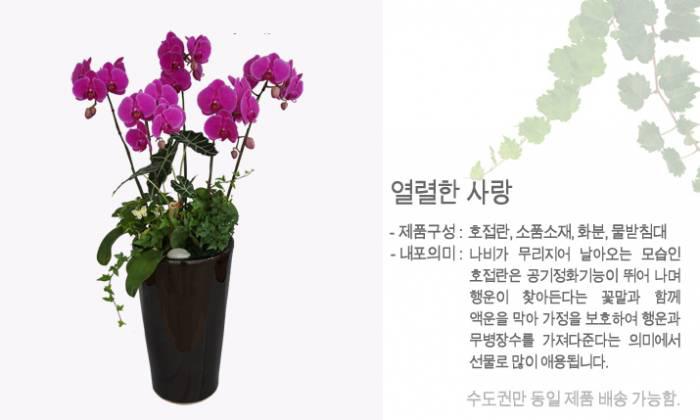 열렬한 사랑
- 제품구성 : 호접란, 소품소재, 화분, 물받침대
- 내포의미 : 나비가 무리지어 날아오는 모습인
호접란은 공기정화기능이 뛰어 나며
행운이 찾아든다는 꽃말과 함께
액운을 막아 가정을 보호하여 행운과
무병장수를 가져다준다는 의미에서
선물로 많이 애용됩니다.
수도권만 동일 제품 배송 가능함.